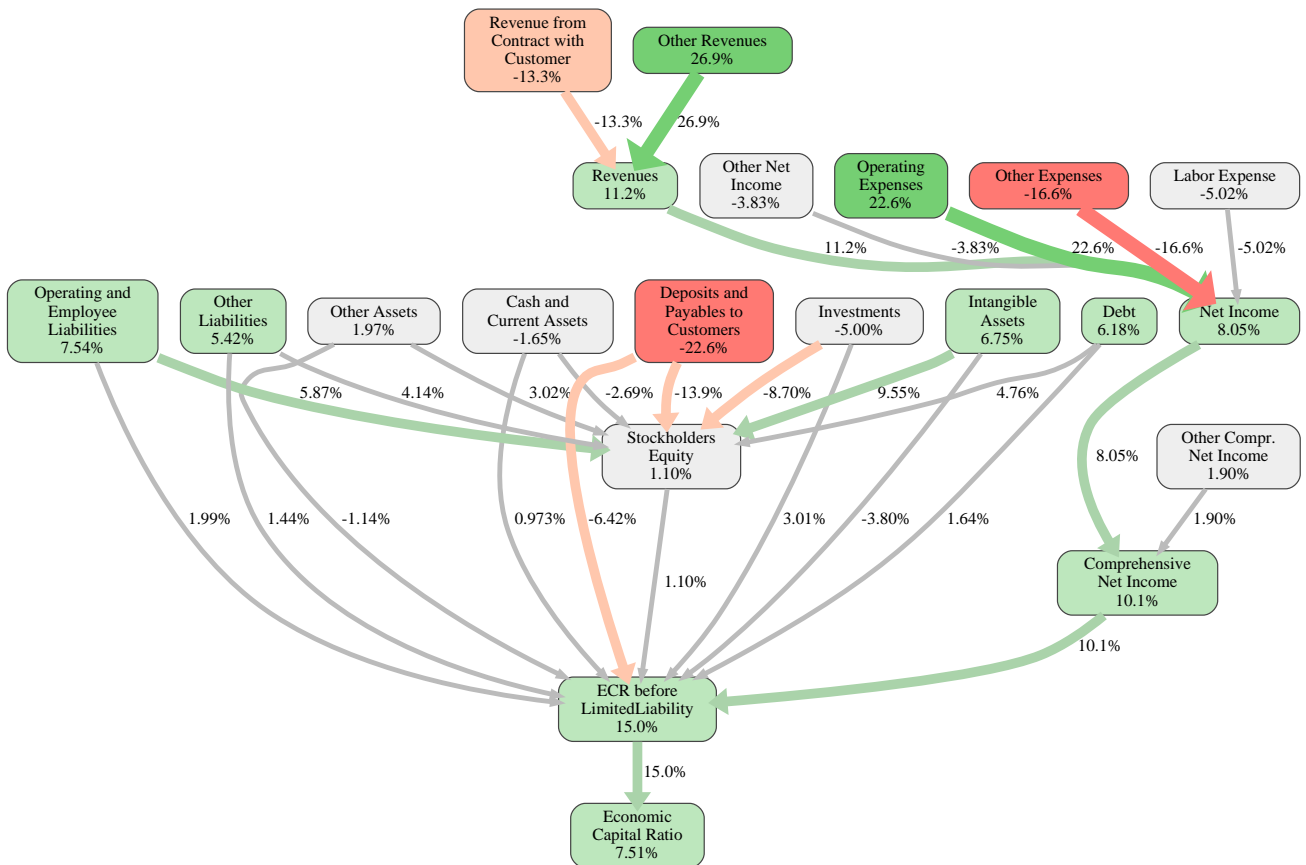 Revenue from
Contract with
Customer
-13.3%
Other Revenues
26.9%
-13.3%
26.9%
Revenues
11.2%
Other Net
Income
-3.83%
Operating
Expenses
22.6%
Other Expenses
-16.6%
Labor Expense
-5.02%
11.2%
-3.83%
22.6%
-16.6%
-5.02%
Operating and
Employee
Liabilities
7.54%
Other
Liabilities
5.42%
Other Assets
1.97%
Cash and
Current Assets
-1.65%
Deposits and
Payables to
Customers
-22.6%
Investments
-5.00%
Intangible
Assets
6.75%
Debt
6.18%
Net Income
8.05%
5.87%
4.14%
3.02%
-2.69%
-13.9%
-8.70%
9.55%
4.76%
Stockholders
Equity
1.10%
8.05%
Other Compr.
Net Income
1.90%
1.99%
1.44%
-1.14%
0.973%
-6.42%
3.01%
-3.80%
1.64%
1.90%
1.10%
Comprehensive
Net Income
10.1%
10.1%
ECR before
LimitedLiability
15.0%
15.0%
Economic
Capital Ratio
7.51%